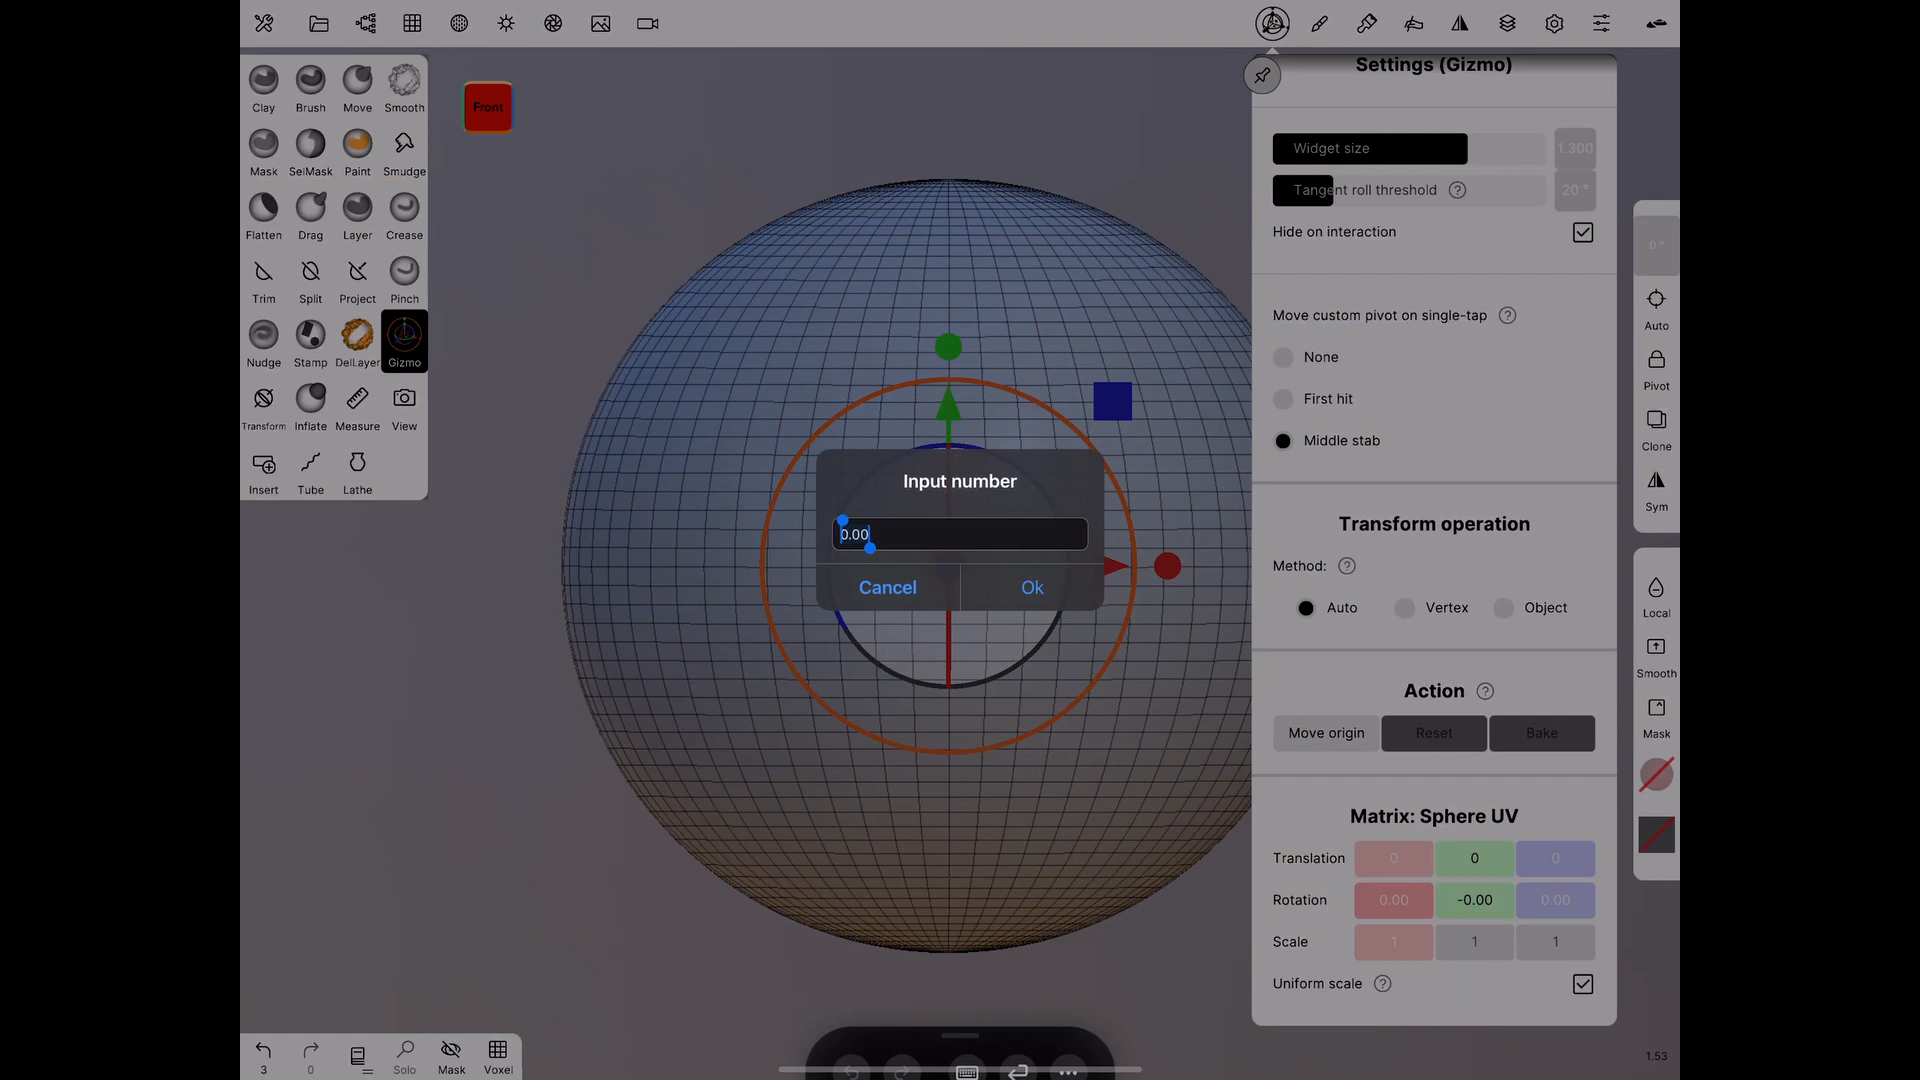 Settings (Gizmo)
Clay Brush Move Smooth
Mask SelMask Paint Smudge
Flatten Drag Layer Crease
Trim Split Project Pinch
Nudge Stamp DelLayer Gizmo
Transform Inflate Measure View
Insert Tube Lathe
Front
Widget size 1.300
Tangent roll threshold ? 20 °
Hide on interaction
Move custom pivot on single-tap ?
None
First hit
Middle stab
Transform operation
Method: ?
Auto Vertex Object
Action ?
Move origin Reset Bake
Matrix: Sphere UV
Translation 0 0 0
Rotation 0.00 -0.00 0.00
Scale 1 1 1
Uniform scale ?
Input number
0.00
Cancel Ok
0 °
Auto
Pivot
Clone
Sym
Local
Smooth
Mask
1.53
3 0 Solo Mask Voxel